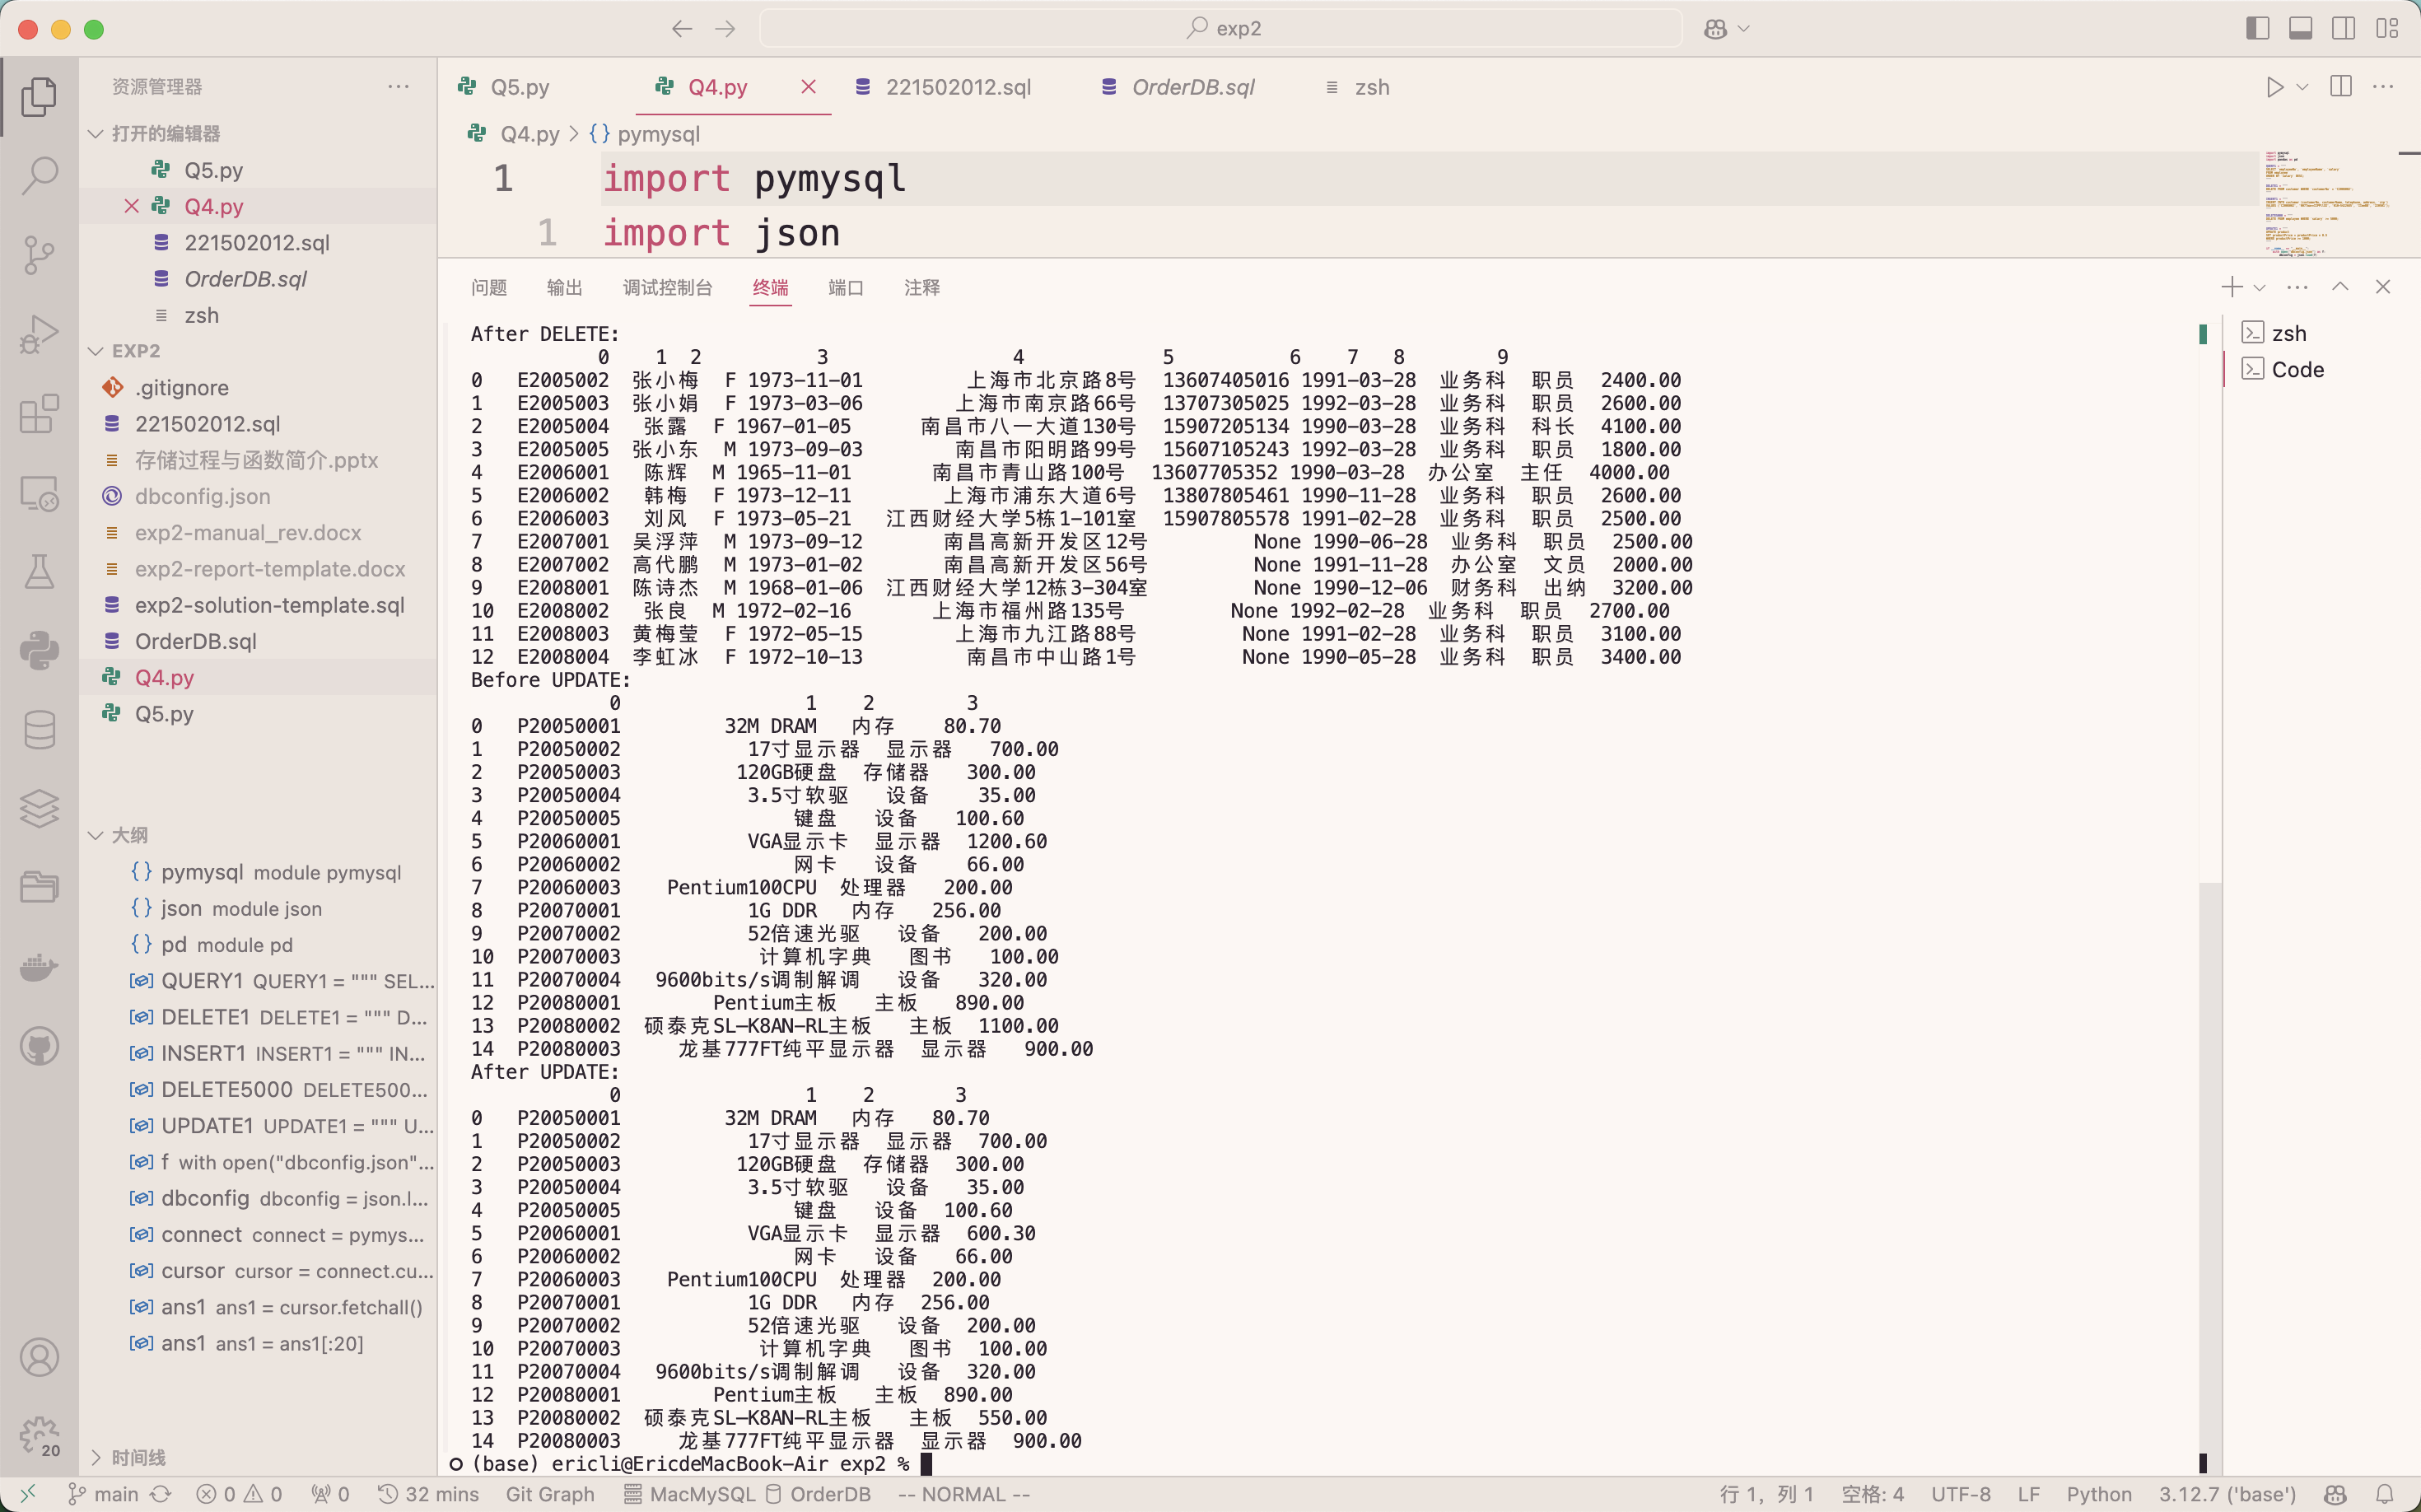 exp2
资源管理器
打开的编辑器
Q5.py
Q4.py
221502012.sql
OrderDB.sql
zsh
EXP2
.gitignore
221502012.sql
存储过程与函数简介.pptx
dbconfig.json
exp2-manual_rev.docx
exp2-report-template.docx
exp2-solution-template.sql
OrderDB.sql
Q4.py
Q5.py
大纲
pymysql module pymysql
json module json
pd module pd
QUERY1 QUERY1 = """ SEL...
DELETE1 DELETE1 = """ D...
INSERT1 INSERT1 = """ IN...
DELETE5000 DELETE500...
UPDATE1 UPDATE1 = """ U...
f with open("dbconfig.json"...
dbconfig dbconfig = json.l...
connect connect = pymys...
cursor cursor = connect.cu...
ans1 ans1 = cursor.fetchall()
ans1 ans1 = ans1[:20]
时间线
20
Q5.py Q4.py 221502012.sql OrderDB.sql zsh
Q4.py > {} pymysql
1 import pymysql
1 import json
问题 输出 调试控制台 终端 端口 注释
After DELETE:
0 1 2 3 4 5 6 7 8 9
0 E2005002 张小梅 F 1973-11-01 上海市北京路8号 13607405016 1991-03-28 业务科 职员 2400.00
1 E2005003 张小娟 F 1973-03-06 上海市南京路66号 13707305025 1992-03-28 业务科 职员 2600.00
2 E2005004 张露 F 1967-01-05 南昌市八一大道130号 15907205134 1990-03-28 业务科 科长 4100.00
3 E2005005 张小东 M 1973-09-03 南昌市阳明路99号 15607105243 1992-03-28 业务科 职员 1800.00
4 E2006001 陈辉 M 1965-11-01 南昌市青山路100号 13607705352 1990-03-28 办公室 主任 4000.00
5 E2006002 韩梅 F 1973-12-11 上海市浦东大道6号 13807805461 1990-11-28 业务科 职员 2600.00
6 E2006003 刘风 F 1973-05-21 江西财经大学5栋1-101室 15907805578 1991-02-28 业务科 职员 2500.00
7 E2007001 吴浮萍 M 1973-09-12 南昌高新开发区12号 None 1990-06-28 业务科 职员 2500.00
8 E2007002 高代鹏 M 1973-01-02 南昌高新开发区56号 None 1991-11-28 办公室 文员 2000.00
9 E2008001 陈诗杰 M 1968-01-06 江西财经大学12栋3-304室 None 1990-12-06 财务科 出纳 3200.00
10 E2008002 张良 M 1972-02-16 上海市福州路135号 None 1992-02-28 业务科 职员 2700.00
11 E2008003 黄梅莹 F 1972-05-15 上海市九江路88号 None 1991-02-28 业务科 职员 3100.00
12 E2008004 李虹冰 F 1972-10-13 南昌市中山路1号 None 1990-05-28 业务科 职员 3400.00
Before UPDATE:
0 1 2 3
0 P20050001 32M DRAM 内存 80.70
1 P20050002 17寸显示器 显示器 700.00
2 P20050003 120GB硬盘 存储器 300.00
3 P20050004 3.5寸软驱 设备 35.00
4 P20050005 键盘 设备 100.60
5 P20060001 VGA显示卡 显示器 1200.60
6 P20060002 网卡 设备 66.00
7 P20060003 Pentium100CPU 处理器 200.00
8 P20070001 1G DDR 内存 256.00
9 P20070002 52倍速光驱 设备 200.00
10 P20070003 计算机字典 图书 100.00
11 P20070004 9600bits/s调制解调 设备 320.00
12 P20080001 Pentium主板 主板 890.00
13 P20080002 硕泰克SL-K8AN-RL主板 主板 1100.00
14 P20080003 龙基777FT纯平显示器 显示器 900.00
After UPDATE:
0 1 2 3
0 P20050001 32M DRAM 内存 80.70
1 P20050002 17寸显示器 显示器 700.00
2 P20050003 120GB硬盘 存储器 300.00
3 P20050004 3.5寸软驱 设备 35.00
4 P20050005 键盘 设备 100.60
5 P20060001 VGA显示卡 显示器 600.30
6 P20060002 网卡 设备 66.00
7 P20060003 Pentium100CPU 处理器 200.00
8 P20070001 1G DDR 内存 256.00
9 P20070002 52倍速光驱 设备 200.00
10 P20070003 计算机字典 图书 100.00
11 P20070004 9600bits/s调制解调 设备 320.00
12 P20080001 Pentium主板 主板 890.00
13 P20080002 硕泰克SL-K8AN-RL主板 主板 550.00
14 P20080003 龙基777FT纯平显示器 显示器 900.00
(base) ericli@EricdeMacBook-Air exp2 %
zsh
Code
main 0 0 0 32 mins Git Graph MacMySQL OrderDB -- NORMAL -- 行 1, 列 1 空格: 4 UTF-8 LF Python 3.12.7 ('base')